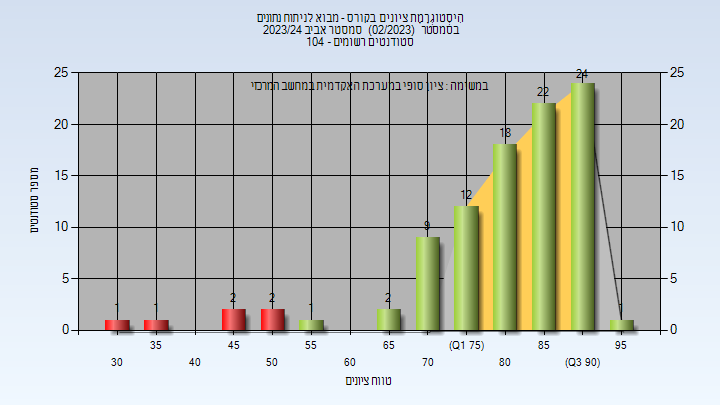 היסטוגרמת ציונים בקורס - מבוא לניתוח נתונים
בסמסטר (02/2023) סמסטר אביב 2023/24
סטודנטים רשומים - 104
במשימה : ציון סופי במערכת האקדמית במחשב המרכזי
25 25
20 20
15 15
10 10
5 5
0 0
מספר סטודנטים
1 1 2 2 1 2 9 12 18 22 24 1
35 45 55 65 (Q1 75) 85 95
30 40 50 60 70 80 (Q3 90)
טווח ציונים